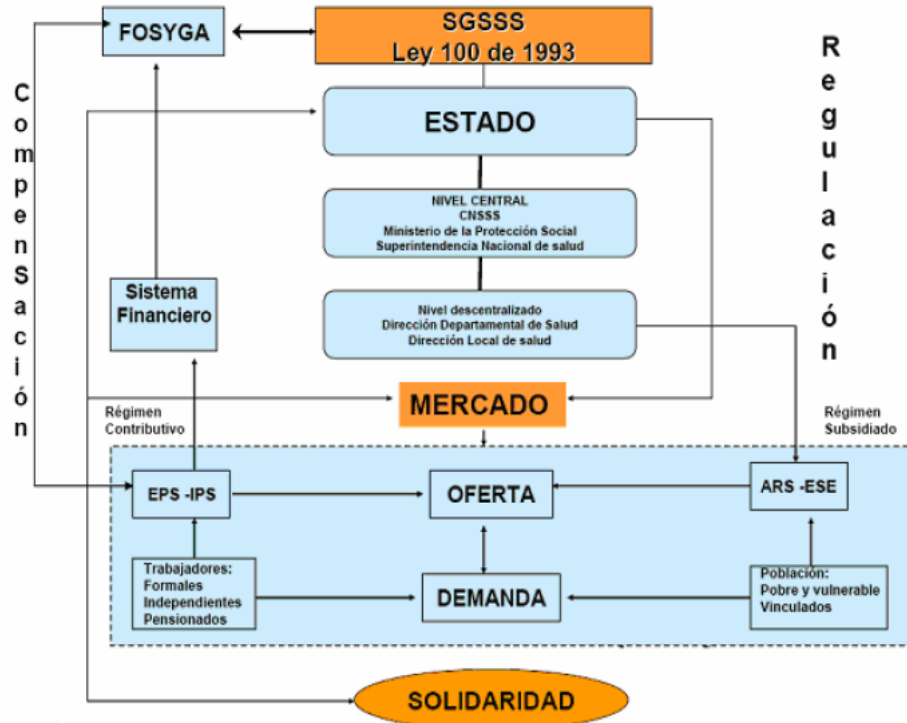 FOSYGA
SGSSS
Ley 100 de 1993
CompenSación
Regulación
ESTADO
NIVEL CENTRAL
CNSSS
Ministerio de la Protección Social
Superintendencia Nacional de salud
Sistema
Financiero
Nivel descentralizado
Dirección Departamental de Salud
Dirección Local de salud
MERCADO
Régimen
Contributivo
Régimen
Subsidiado
EPS -IPS
OFERTA
ARS -ESE
Trabajadores:
Formales
Independientes
Pensionados
DEMANDA
Población:
Pobre y vulnerable
Vinculados
SOLIDARIDAD